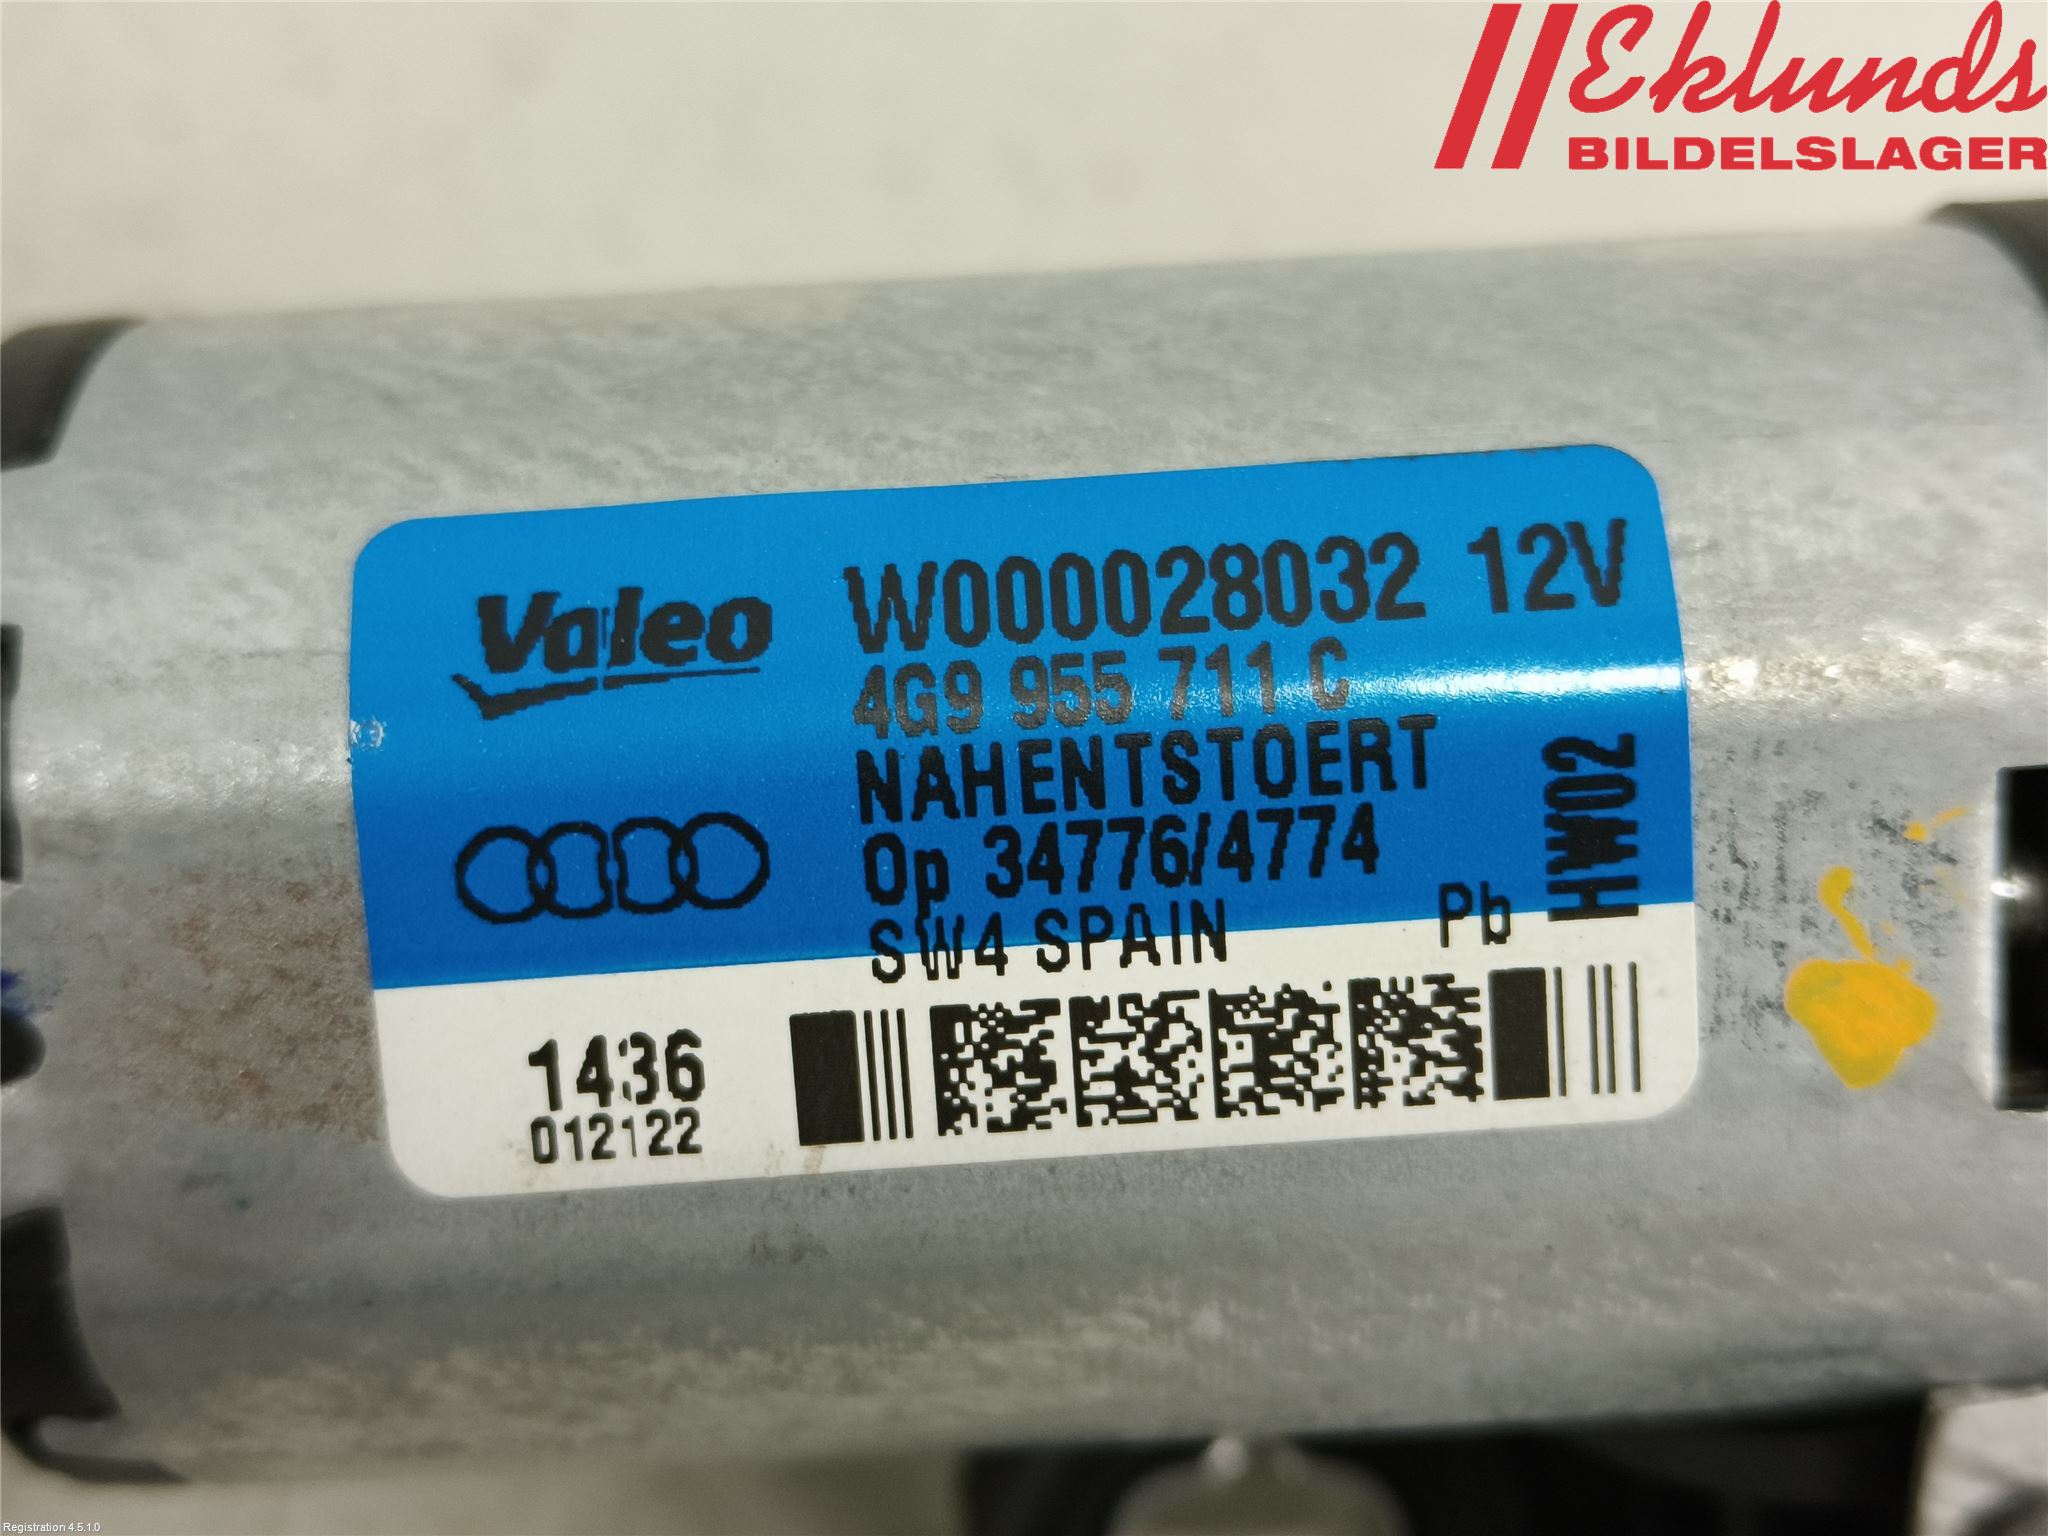 Eklunds
BILDELSLAGER
Valeo
W000028032 12V
4G9 955 711 C
NAHENTSTOERT
Op 34776/4774
SW4 SPAIN
Pb
HW02
1436
012122
Registration 4.5.1.0